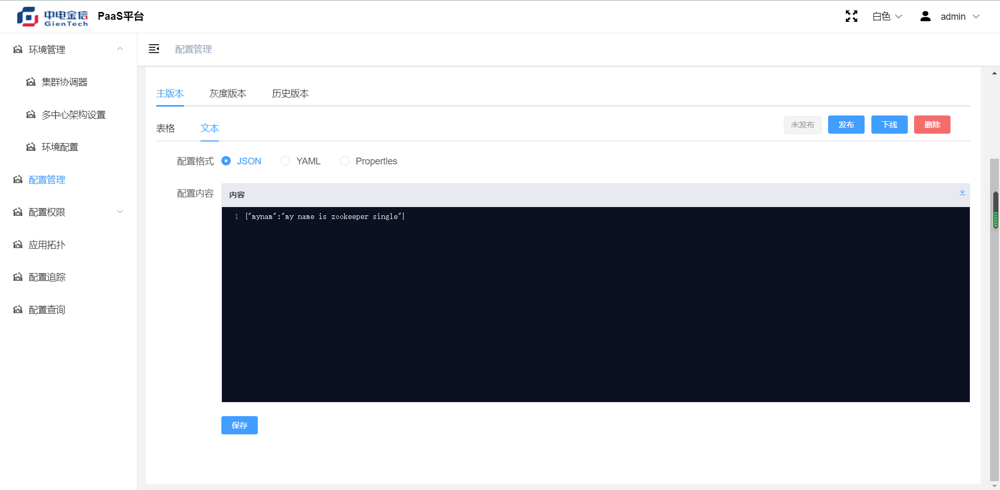 中电金信
GienTech
PaaS平台
白色
admin
环境管理
集群协调器
多中心架构设置
环境配置
配置管理
配置权限
应用拓扑
配置追踪
配置查询
配置管理
主版本 灰度版本 历史版本
表格 文本
未发布 发布 下线 删除
配置格式 JSON YAML Properties
配置内容 内容
1 {"mynam":"my name is zookeeper single"}
保存